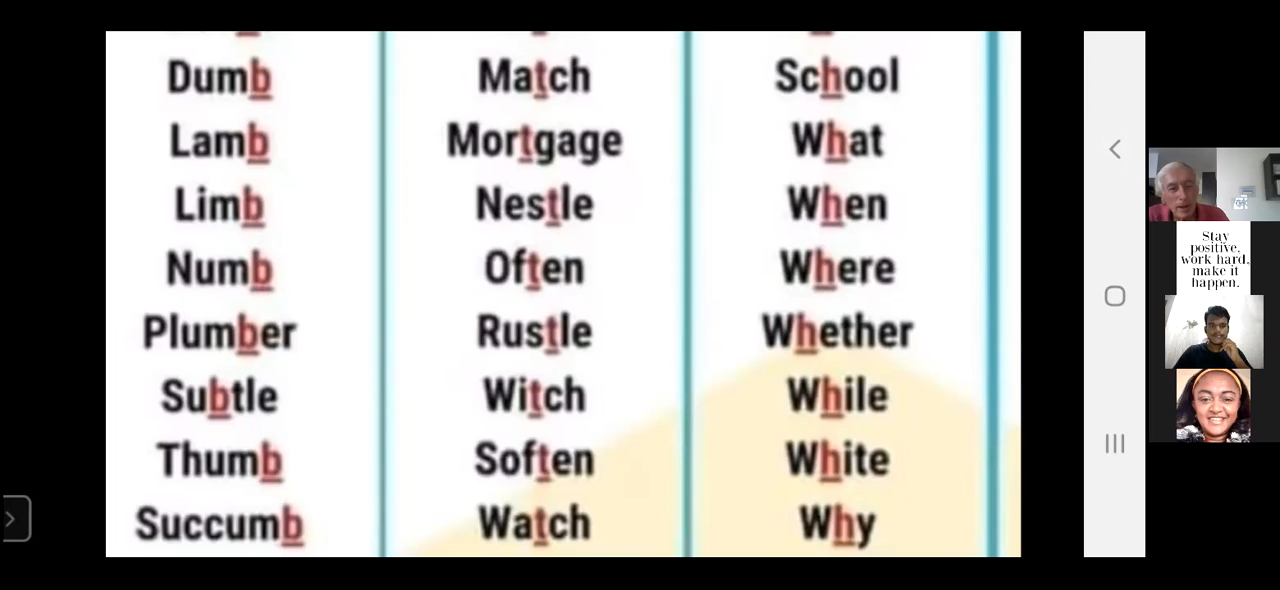 Dumb
Lamb
Limb
Numb
Plumber
Subtle
Thumb
Succumb
Match
Mortgage
Nestle
Often
Rustle
Witch
Soften
Watch
School
What
When
Where
Whether
While
White
Why
Stay
positive,
work hard,
make it
happen.